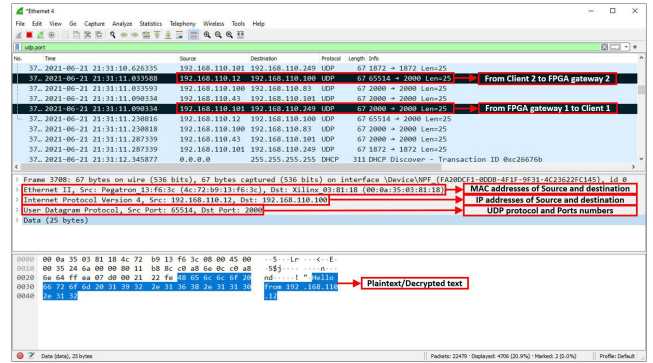 *Ethernet 4
File Edit View Go Capture Analyze Statistics Telephony Wireless Tools Help
udp.port
No. Time Source Destination Protocol Length Info
37… 2021-06-21 21:31:10.626335 192.168.110.101 192.168.110.249 UDP 67 1872 → 1872 Len=25
37… 2021-06-21 21:31:11.033588 192.168.110.12 192.168.110.100 UDP 67 65514 → 2000 Len=25 From Client 2 to FPGA gateway 2
37… 2021-06-21 21:31:11.033593 192.168.110.100 192.168.110.83 UDP 67 2000 → 2000 Len=25
37… 2021-06-21 21:31:11.090334 192.168.110.43 192.168.110.101 UDP 67 2000 → 2000 Len=25
37… 2021-06-21 21:31:11.090334 192.168.110.101 192.168.110.249 UDP 67 2000 → 2000 Len=25 From FPGA gateway 1 to Client 1
37… 2021-06-21 21:31:11.230816 192.168.110.12 192.168.110.100 UDP 67 65514 → 2000 Len=25
37… 2021-06-21 21:31:11.230818 192.168.110.100 192.168.110.83 UDP 67 2000 → 2000 Len=25
37… 2021-06-21 21:31:11.287339 192.168.110.43 192.168.110.101 UDP 67 2000 → 2000 Len=25
37… 2021-06-21 21:31:11.287339 192.168.110.101 192.168.110.249 UDP 67 2000 → 2000 Len=25
37… 2021-06-21 21:31:12.345877 0.0.0.0 255.255.255.255 DHCP 311 DHCP Discover - Transaction ID 0xc26676b
Frame 3708: 67 bytes on wire (536 bits), 67 bytes captured (536 bits) on interface \Device\NPF_{FA20DCF1-0DDB-4F1F-9F31-4C23622FC145}, id 0
Ethernet II, Src: Pegatron_13:f6:3c (4c:72:b9:13:f6:3c), Dst: Xilinx_03:81:18 (00:0a:35:03:81:18) MAC addresses of Source and destination
Internet Protocol Version 4, Src: 192.168.110.12, Dst: 192.168.110.100 IP addresses of Source and destination
User Datagram Protocol, Src Port: 65514, Dst Port: 2000 UDP protocol and Ports numbers
Data (25 bytes)
0000 00 0a 35 03 81 18 4c 72 b9 13 f6 3c 08 00 45 00 ··5···Lr ···<··E·
0010 00 35 24 6a 00 00 80 11 b8 8c c0 a8 6e 0c c0 a8 ·5$j···· ····n···
0020 6e 64 ff ea 07 d0 00 21 22 fe 48 65 6c 6c 6f 20 nd·····! "·Hello
0030 66 72 6f 6d 20 31 39 32 2e 31 36 38 2e 31 31 30 from 192 .168.110
0040 2e 31 32 .12
Plaintext/Decrypted text
Data (data), 25 bytes Packets: 22479 · Displayed: 4706 (20.9%) · Marked: 2 (0.0%) Profile: Default